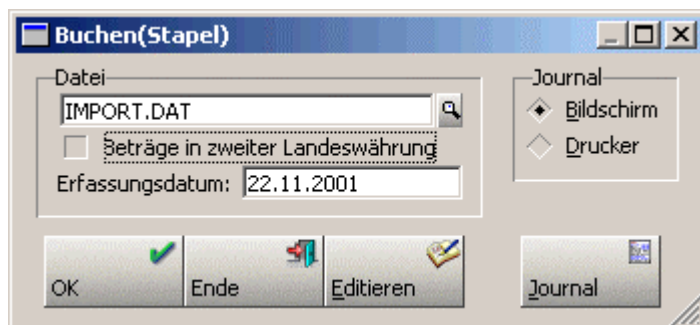 Buchen(Stapel)
Datei
IMPORT.DAT
Beträge in zweiter Landeswährung
Erfassungsdatum: 22.11.2001
Journal
Bildschirm
Drucker
OK
Ende
Editieren
Journal